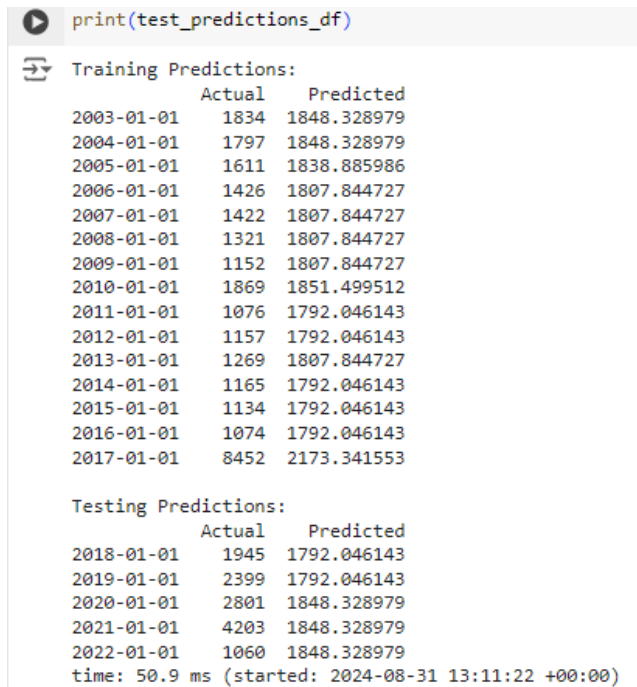 print(test_predictions_df)
Training Predictions:
Actual Predicted
2003-01-01 1834 1848.328979
2004-01-01 1797 1848.328979
2005-01-01 1611 1838.885986
2006-01-01 1426 1807.844727
2007-01-01 1422 1807.844727
2008-01-01 1321 1807.844727
2009-01-01 1152 1807.844727
2010-01-01 1869 1851.499512
2011-01-01 1076 1792.046143
2012-01-01 1157 1792.046143
2013-01-01 1269 1807.844727
2014-01-01 1165 1792.046143
2015-01-01 1134 1792.046143
2016-01-01 1074 1792.046143
2017-01-01 8452 2173.341553
Testing Predictions:
Actual Predicted
2018-01-01 1945 1792.046143
2019-01-01 2399 1792.046143
2020-01-01 2801 1848.328979
2021-01-01 4203 1848.328979
2022-01-01 1060 1848.328979
time: 50.9 ms (started: 2024-08-31 13:11:22 +00:00)